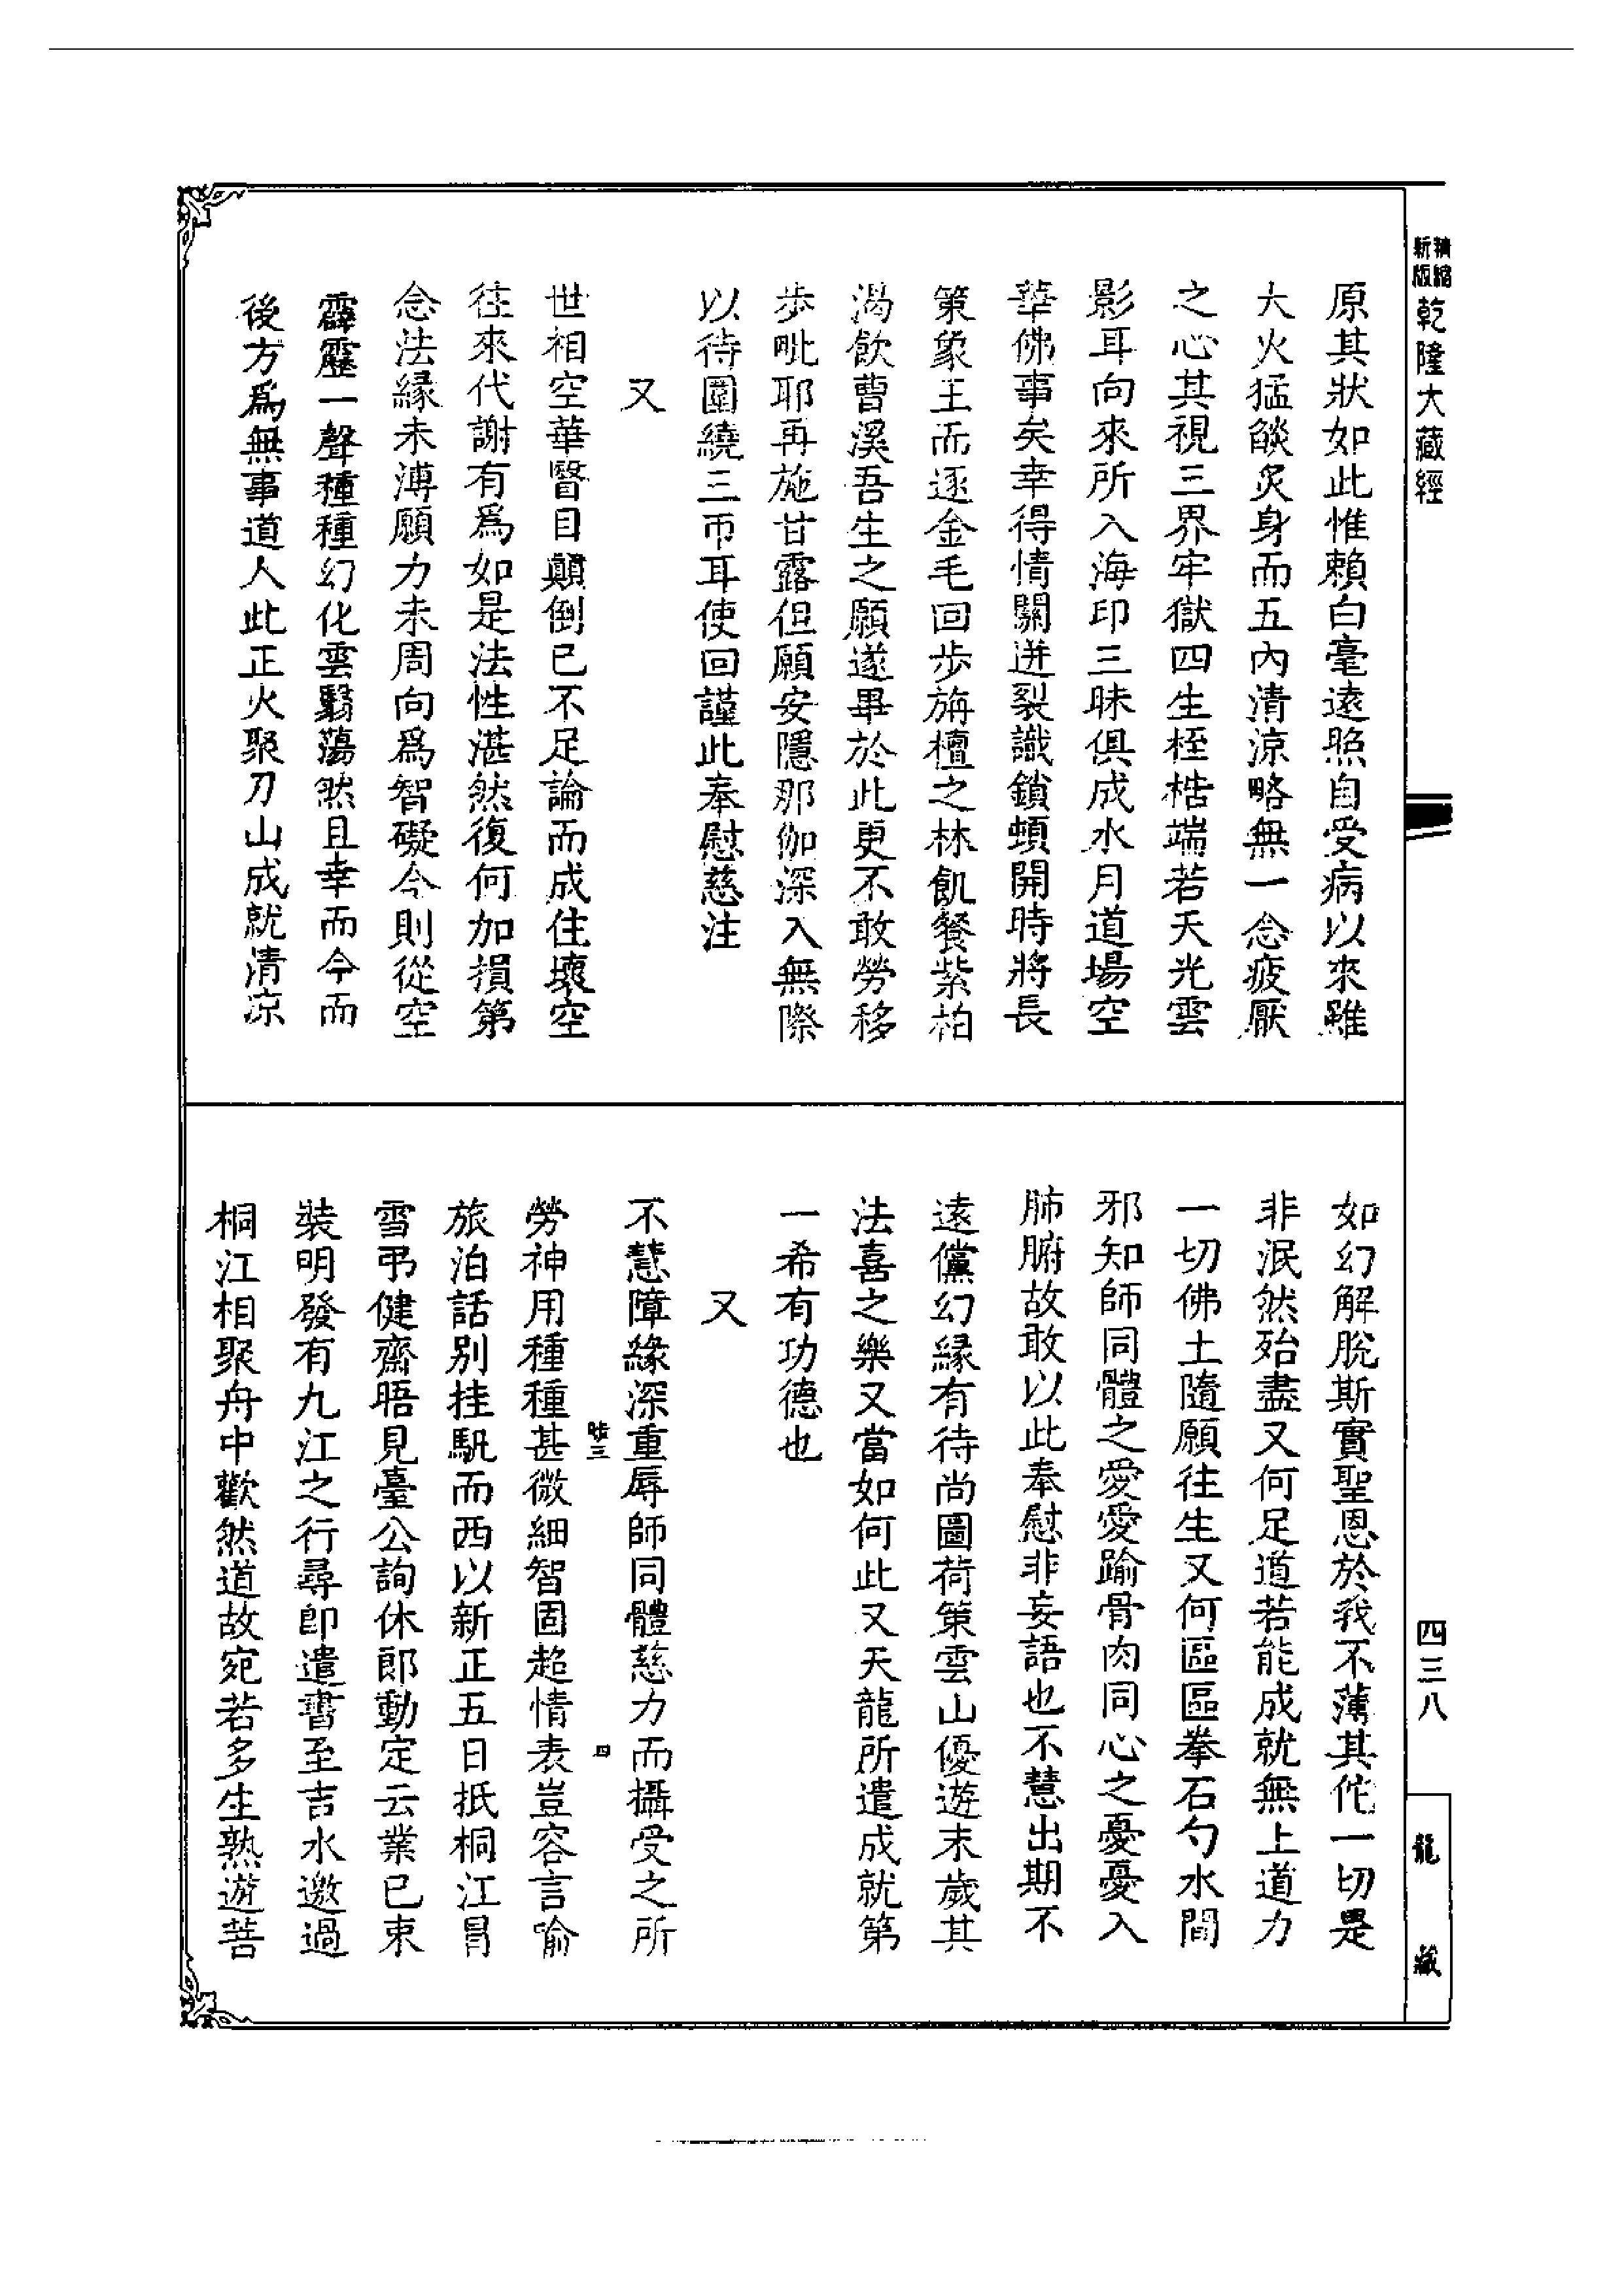 精縮
新版
乾隆大藏經
原其狀如此惟賴白毫遠照自受病以來雖
大火猛𦦨炙身而五內清涼略無一念疲厭
之心其視三界牢獄四生桎梏端若天光雲
影耳向來所入海印三昧俱成水月道場空
華佛事矣幸得情關迸裂識鎖頓開時將長
策象王而逐金毛回步旃檀之林飢餐紫柏
渴飲曹溪吾生之願遂畢於此更不敢勞移
步毗耶再施甘露但願安隱那伽深入無際
以待圍繞三帀耳使回謹此奉慰慈注
又
世相空華瞖目顛倒已不足論而成住壞空
往來代謝有爲如是法性湛然復何加損第
念法緣未溥願力未周向爲智礙今則從空
霹靂一聲種種幻化雲翳蕩然且幸而今而
後方爲無事道人此正火聚刀山成就清凉
如幻解脫斯實聖恩於我不薄其佗一切是
非泯然殆盡又何足道若能成就無上道力
一切佛土隨願往生又何區區拳石勺水間
邪知師同體之愛愛踰骨肉同心之憂憂入
肺腑故敢以此奉慰非妄語也不慧出期不
遠儻幻緣有待尚圖荷策雲山優遊末歲其
法喜之樂又當如何此又天龍所遣成就第
一希有功德也
又
不慧障緣深重辱師同體慈力而攝受之所
勞神用種種甚微細智固超情表豈容言喻
旅泊話別挂颿而西以新正五日抵桐江冒
雪弔健齋晤見臺公詢休郎動定云業已束
裝明發有九江之行尋卽遣書至吉水邀過
桐江相聚舟中歡然道故宛若多生熟遊菩
三
四
四三八
龍藏